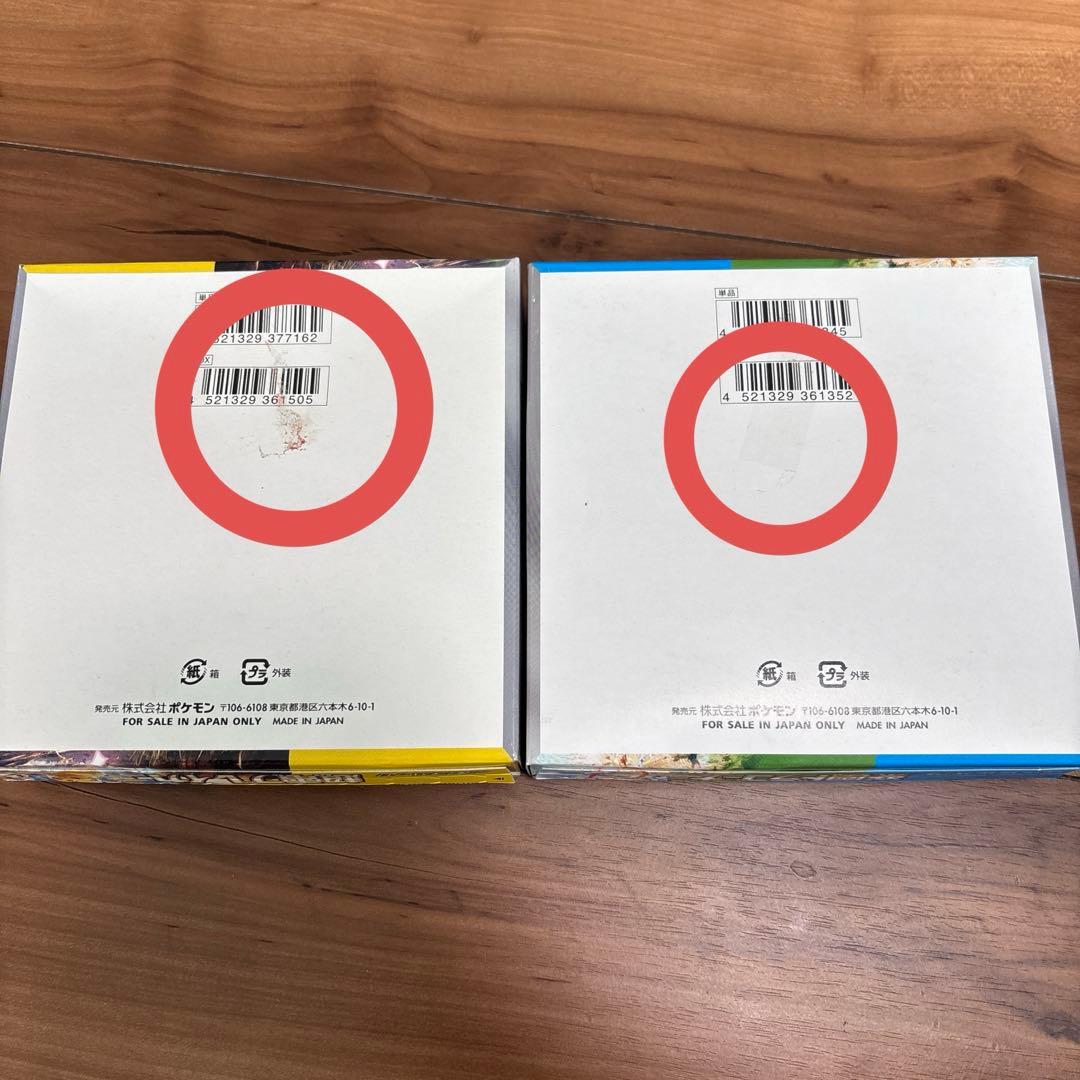 単品
521329 377162
4 521329 361505
紙 箱 プラ 外装
発売元 株式会社ポケモン 〒106-6108 東京都港区六本木6-10-1
FOR SALE IN JAPAN ONLY MADE IN JAPAN
単品
4
4 521329 361352
紙 箱 プラ 外装
発売元 株式会社ポケモン 〒106-6108 東京都港区六本木6-10-1
FOR SALE IN JAPAN ONLY MADE IN JAPAN